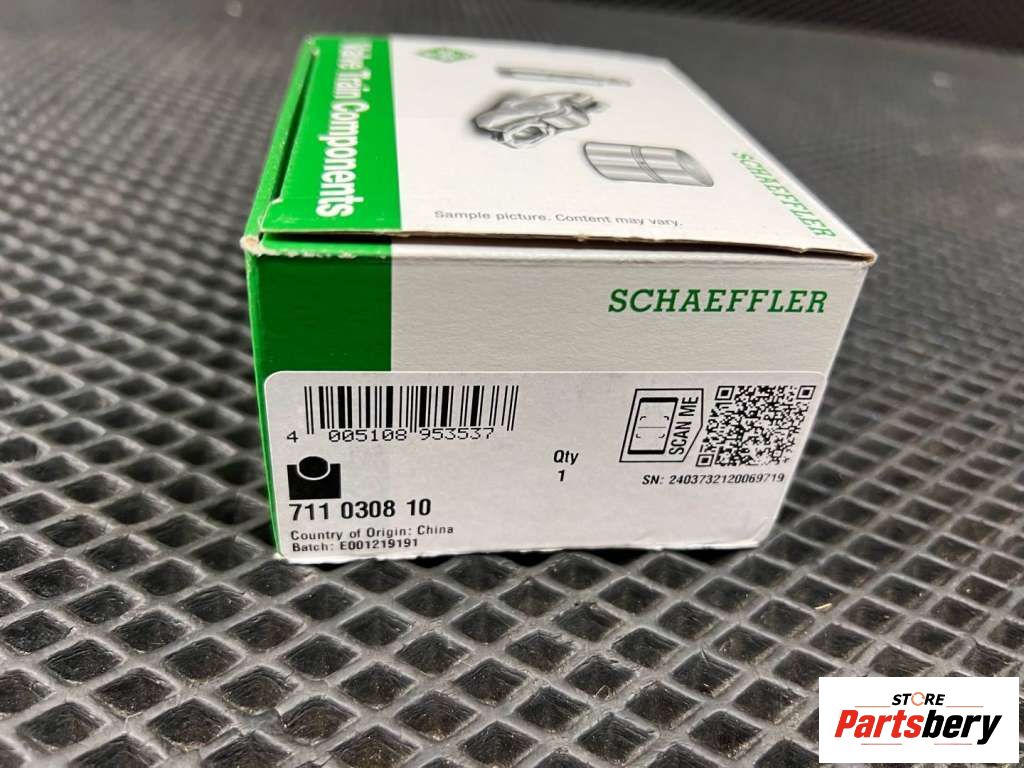 Valve Train Components
INA
Sample picture. Content may vary.
SCHAEFFLER
SCHAEFFLER
4 005108 953537
Qty
1
SCAN ME
SN: 2403732120069719
711 0308 10
Country of Origin: China
Batch: E001219191
STORE
Partsbery